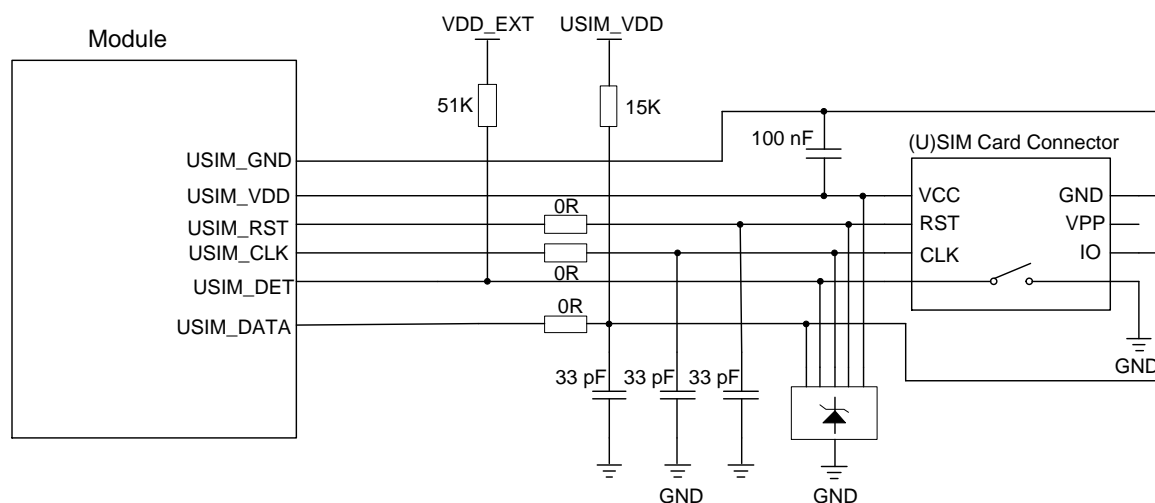 VDD_EXT USIM_VDD
Module
51K 15K
100 nF (U)SIM Card Connector
USIM_GND
USIM_VDD VCC GND
0R
USIM_RST RST VPP
USIM_CLK CLK IO
0R
USIM_DET
0R
USIM_DATA
GND
33 pF 33 pF 33 pF
GND GND